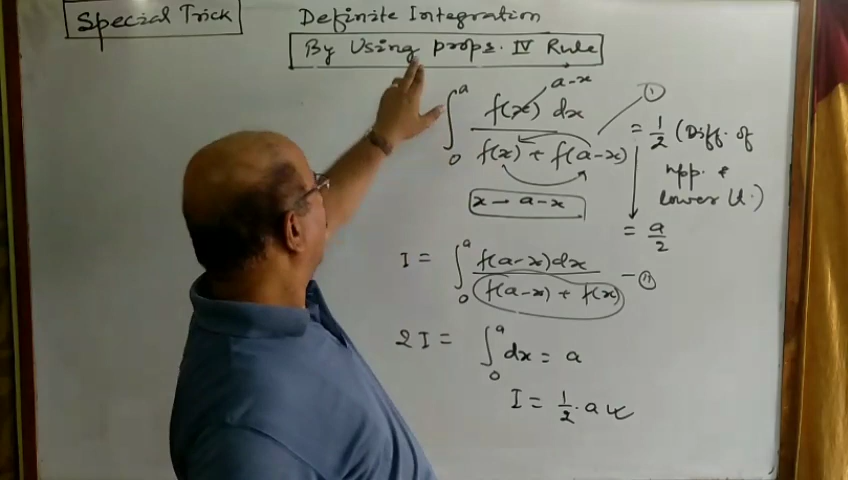 Special Trick
Definite Integration
By Using props. IV Rule
∫₀ᵃ f(x) dx / f(x) + f(a-x)
a-x
①
= 1/2 (Diff. of
upp. &
lower U.)
x → a-x
= a/2
I = ∫₀ᵃ f(a-x)dx / f(a-x) + f(x) - ⑪
2I = ∫₀ᵃ dx = a
I = 1/2 . a